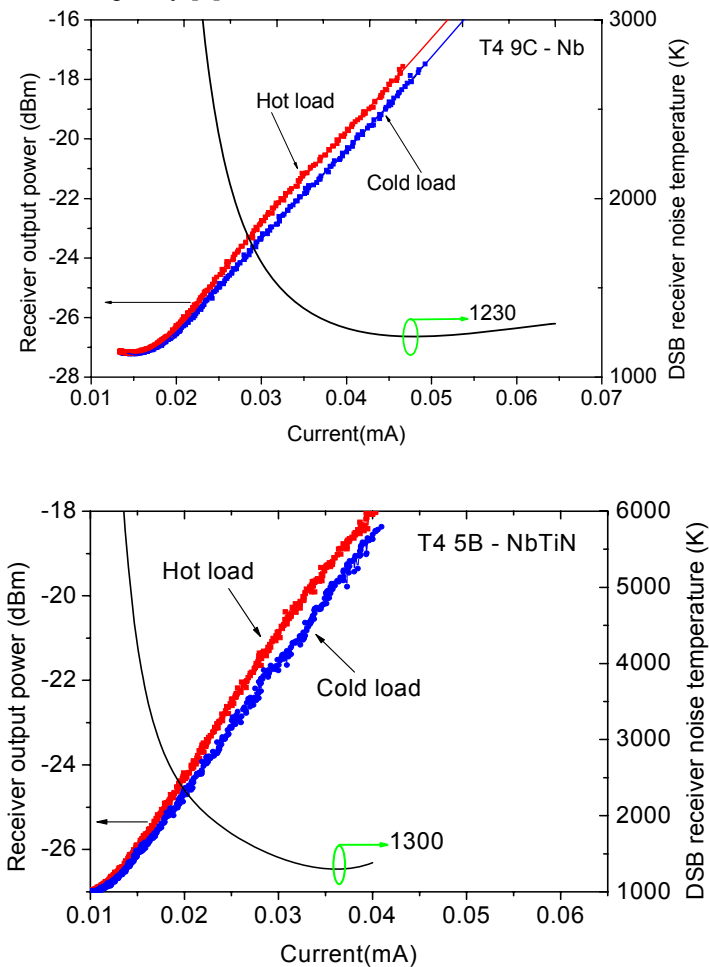 -16
-18
-20
-22
-24
-26
-28
Receiver output power (dBm)
3000
2000
1000
DSB receiver noise temperature (K)
T4 9C - Nb
Hot load
Cold load
1230
0.01 0.02 0.03 0.04 0.05 0.06 0.07
Current(mA)
-18
-20
-22
-24
-26
Receiver output power (dBm)
6000
5000
4000
3000
2000
1000
DSB receiver noise temperature (K)
T4 5B - NbTiN
Hot load
Cold load
1300
0.01 0.02 0.03 0.04 0.05 0.06
Current(mA)